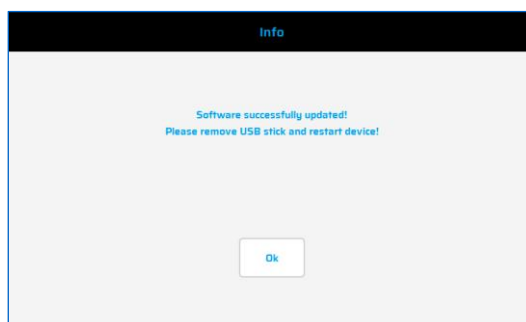 Info
Software successfully updated!
Please remove USB stick and restart device!
Ok